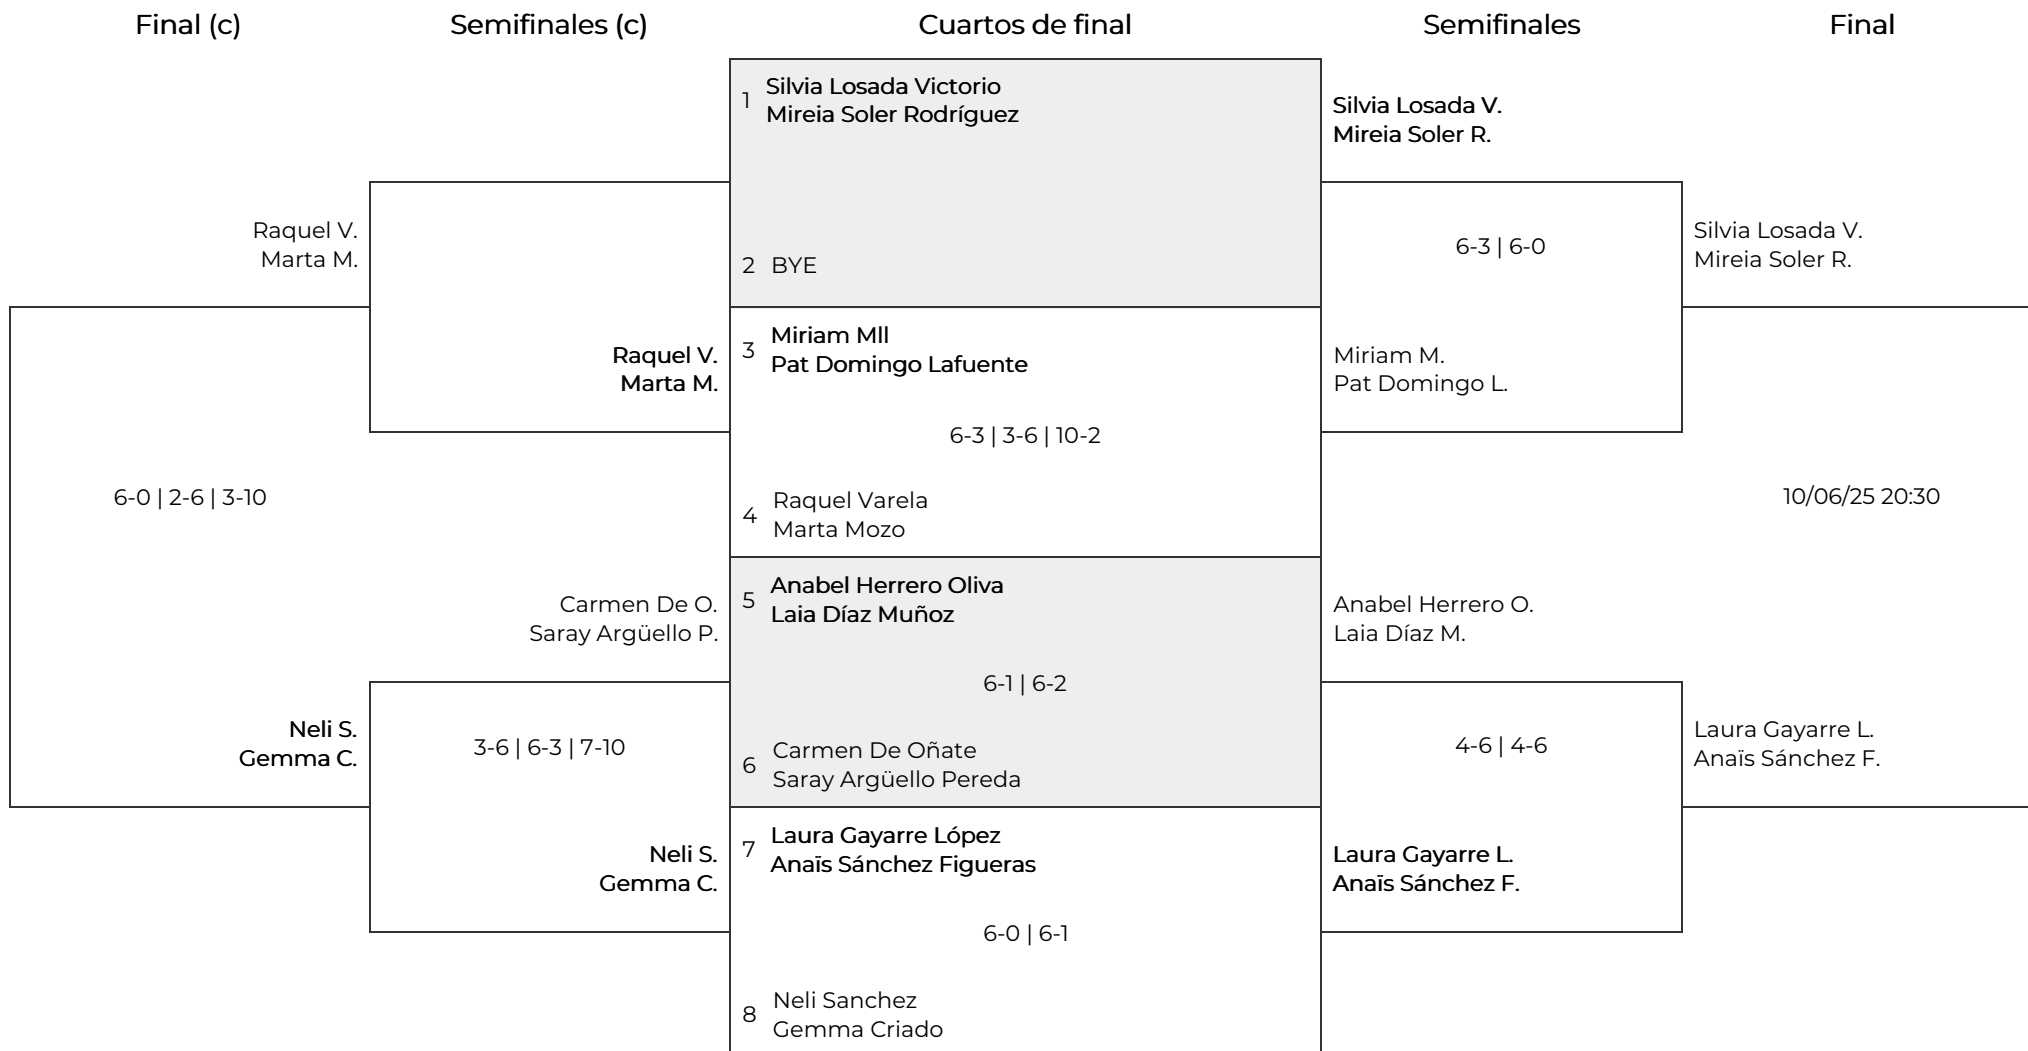 Final (c)
Semifinales (c)
Cuartos de final
Semifinales
Final
Raquel V.
Marta M.
6-0 | 2-6 | 3-10
Neli S.
Gemma C.
Raquel V.
Marta M.
Carmen De O.
Saray Argüello P.
3-6 | 6-3 | 7-10
Neli S.
Gemma C.
1
Silvia Losada Victorio
Mireia Soler Rodríguez
2 BYE
3
Miriam Mll
Pat Domingo Lafuente
6-3 | 3-6 | 10-2
4
Raquel Varela
Marta Mozo
5
Anabel Herrero Oliva
Laia Díaz Muñoz
6-1 | 6-2
6
Carmen De Oñate
Saray Argüello Pereda
7
Laura Gayarre López
Anaïs Sánchez Figueras
6-0 | 6-1
8
Neli Sanchez
Gemma Criado
Silvia Losada V.
Mireia Soler R.
6-3 | 6-0
Miriam M.
Pat Domingo L.
Anabel Herrero O.
Laia Díaz M.
4-6 | 4-6
Laura Gayarre L.
Anaïs Sánchez F.
Silvia Losada V.
Mireia Soler R.
10/06/25 20:30
Laura Gayarre L.
Anaïs Sánchez F.